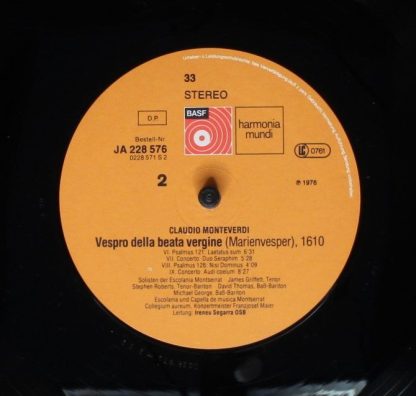 Urheber- u. Leistungsschutzrechte
33
STEREO
D.P.
BASF
harmonia
mundi
LC 0761
Bestell-Nr
JA 228 576
0228 571 S 2
℗ 1976
2
CLAUDIO MONTEVERDI
Vespro della beata vergine (Marienvesper), 1610
VI. Psalmus 121: Laetatus sum 6:31
VII. Concerto: Duo Seraphim 5:28
VIII. Psalmus 126: Nisi Dominus 4:09
IX. Concerto: Audi coelum 8:27
Solisten der Escolania Montserrat · James Griffett, Tenor
Stephen Roberts, Tenor-Bariton · David Thomas, Baß-Bariton
Michael George, Baß-Bariton
Escolania und Capella de musica Montserrat
Collegium aureum, Konzertmeister Franzjosef Maier
Leitung: Ireneu Segarra OSB